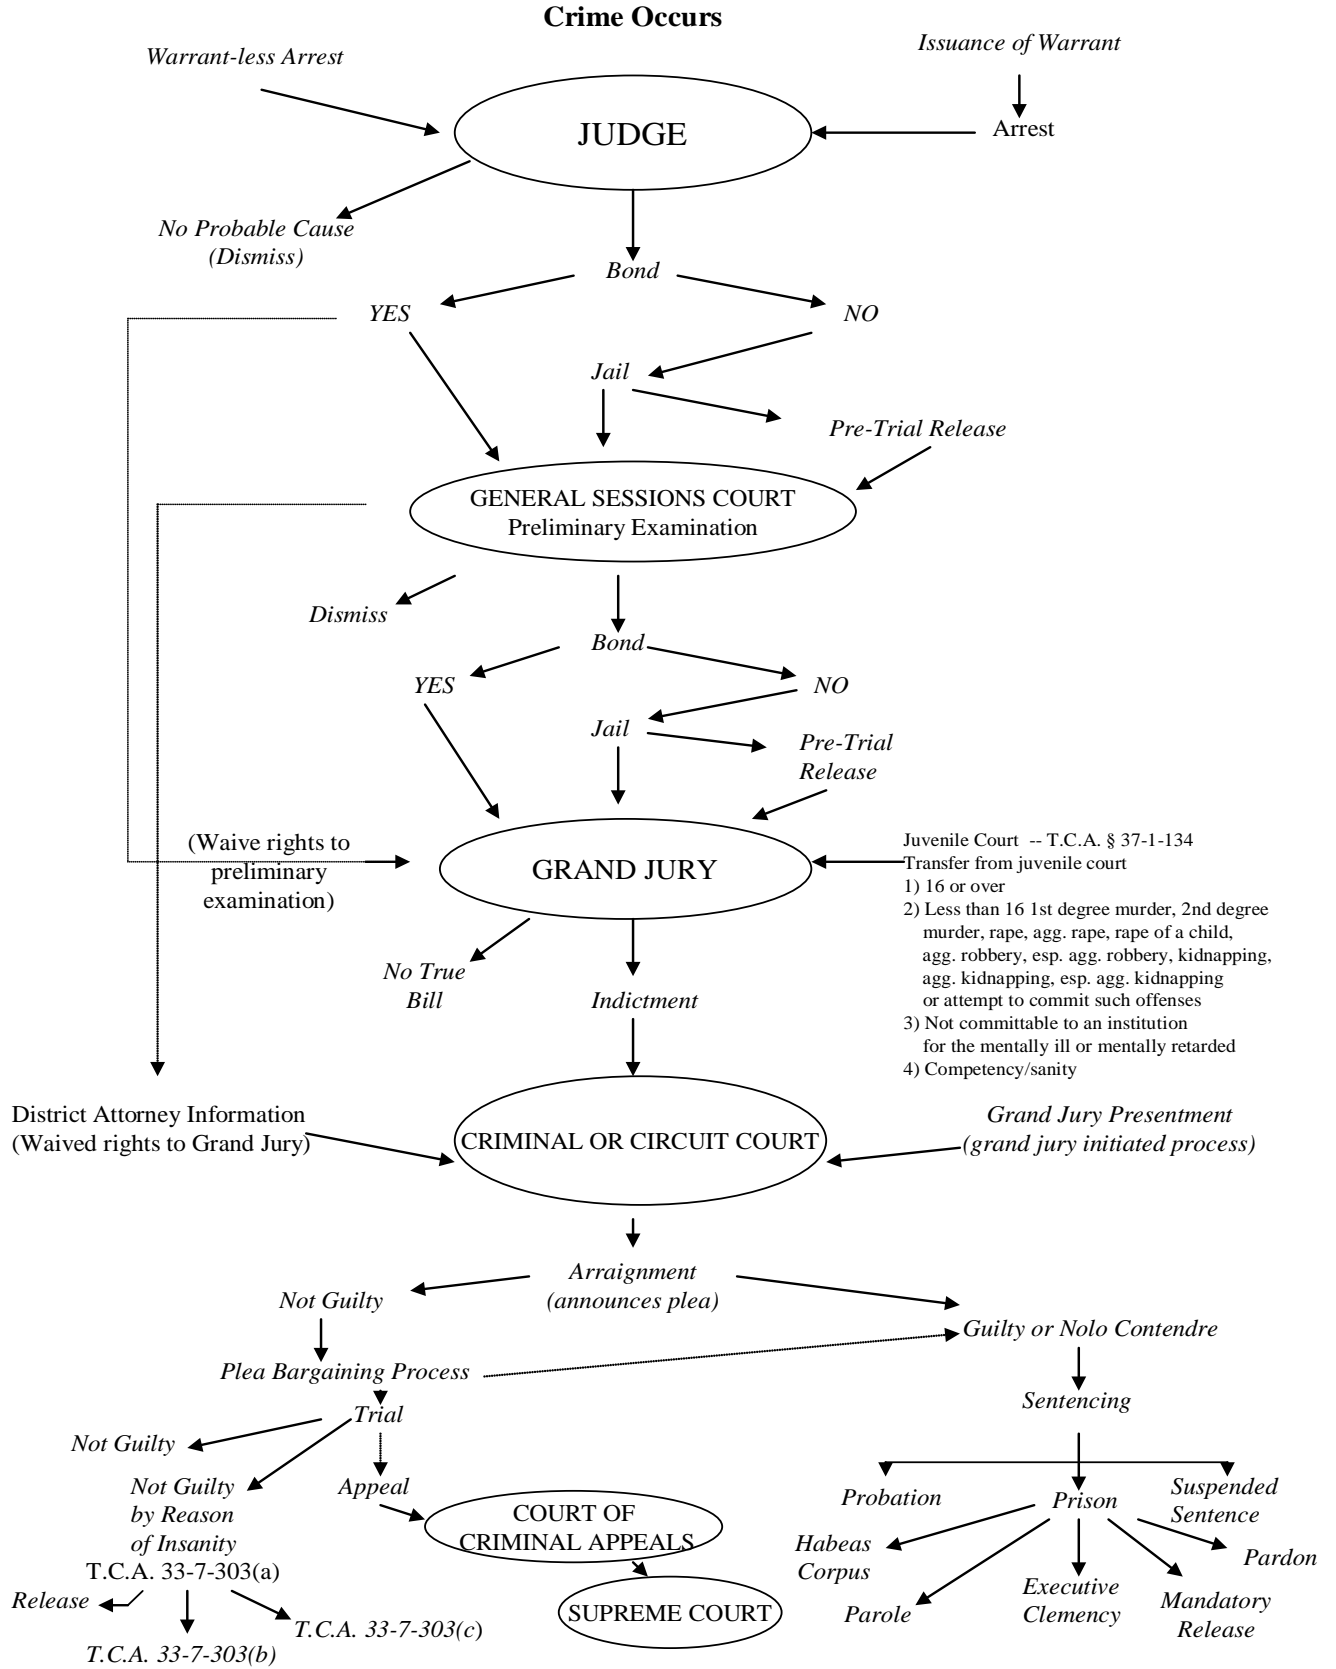 Crime Occurs
Warrant-less Arrest
Issuance of Warrant
JUDGE
Arrest
No Probable Cause
(Dismiss)
Bond
YES
NO
Jail
Pre-Trial Release
GENERAL SESSIONS COURT
Preliminary Examination
Dismiss
Bond
YES
NO
Jail
Pre-Trial
Release
(Waive rights to
preliminary
examination)
GRAND JURY
Juvenile Court -- T.C.A. § 37-1-134
Transfer from juvenile court
1) 16 or over
2) Less than 16 1st degree murder, 2nd degree
murder, rape, agg. rape, rape of a child,
agg. robbery, esp. agg. robbery, kidnapping,
agg. kidnapping, esp. agg. kidnapping
or attempt to commit such offenses
3) Not committable to an institution
for the mentally ill or mentally retarded
4) Competency/sanity
No True
Bill
Indictment
District Attorney Information
(Waived rights to Grand Jury)
CRIMINAL OR CIRCUIT COURT
Grand Jury Presentment
(grand jury initiated process)
Arraignment
(announces plea)
Not Guilty
Guilty or Nolo Contendre
Plea Bargaining Process
Sentencing
Trial
Not Guilty
Not Guilty
by Reason
of Insanity
T.C.A. 33-7-303(a)
Appeal
COURT OF
CRIMINAL APPEALS
SUPREME COURT
Probation
Prison
Suspended
Sentence
Habeas
Corpus
Pardon
Parole
Executive
Clemency
Mandatory
Release
Release
T.C.A. 33-7-303(c)
T.C.A. 33-7-303(b)